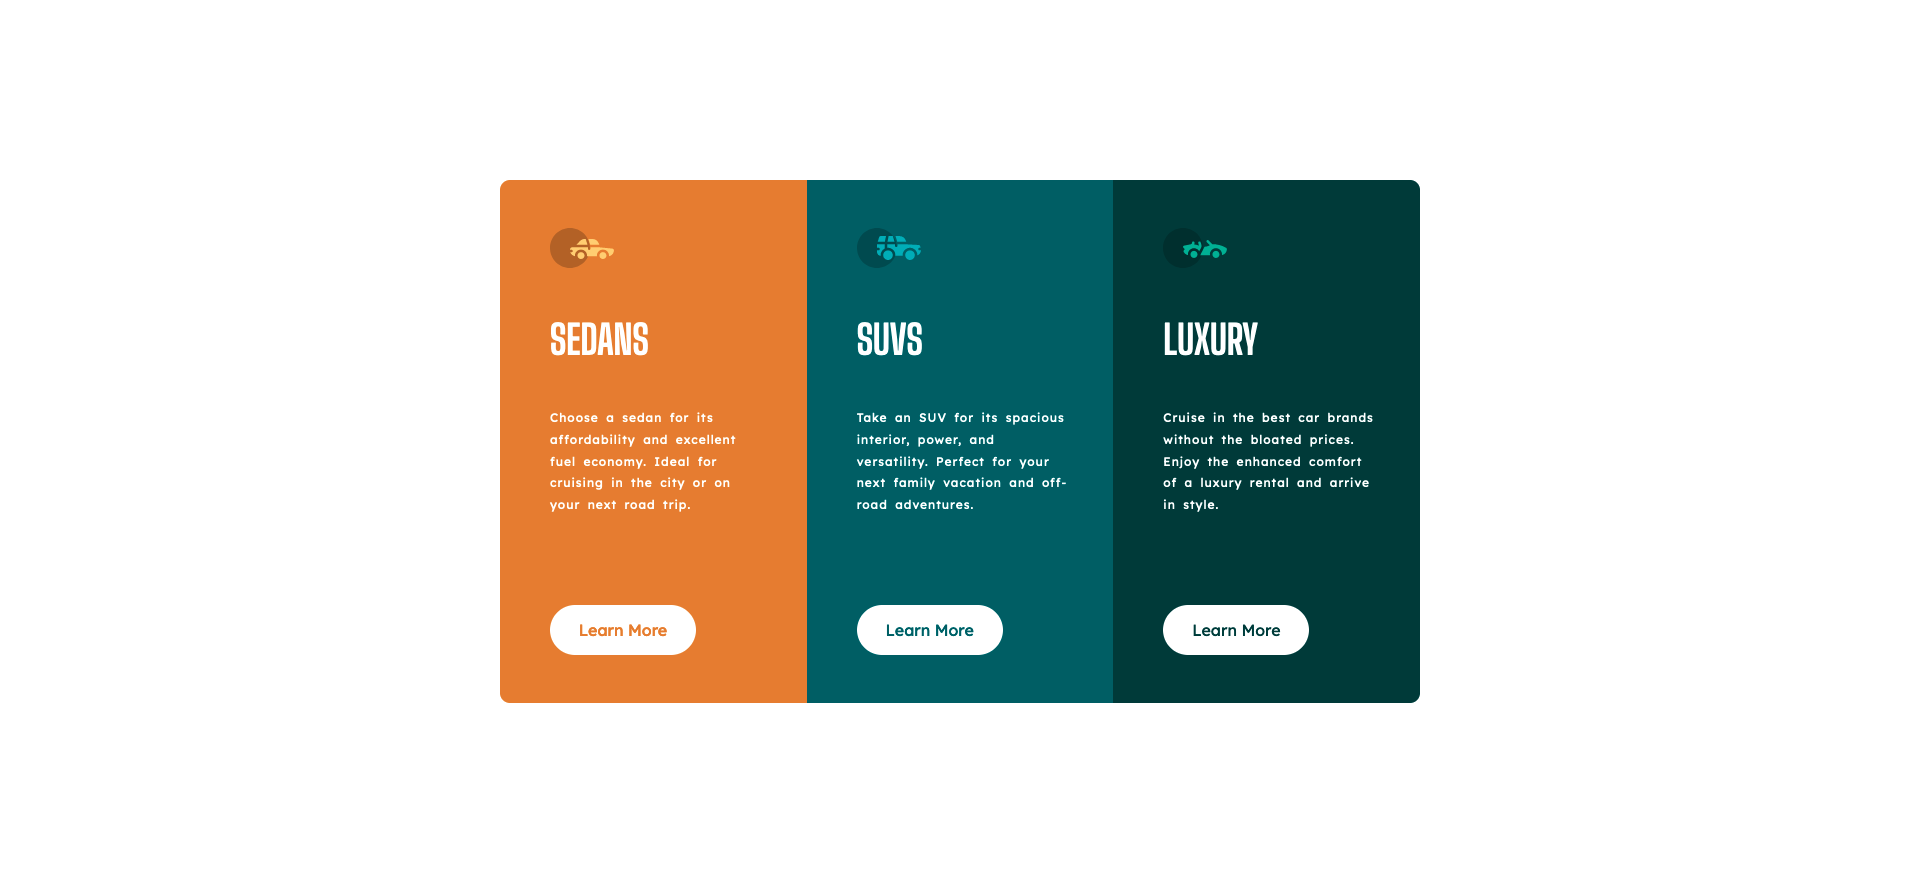 SEDANS
Choose a sedan for its
affordability and excellent
fuel economy. Ideal for
cruising in the city or on
your next road trip.
Learn More
SUVS
Take an SUV for its spacious
interior, power, and
versatility. Perfect for your
next family vacation and off-
road adventures.
Learn More
LUXURY
Cruise in the best car brands
without the bloated prices.
Enjoy the enhanced comfort
of a luxury rental and arrive
in style.
Learn More